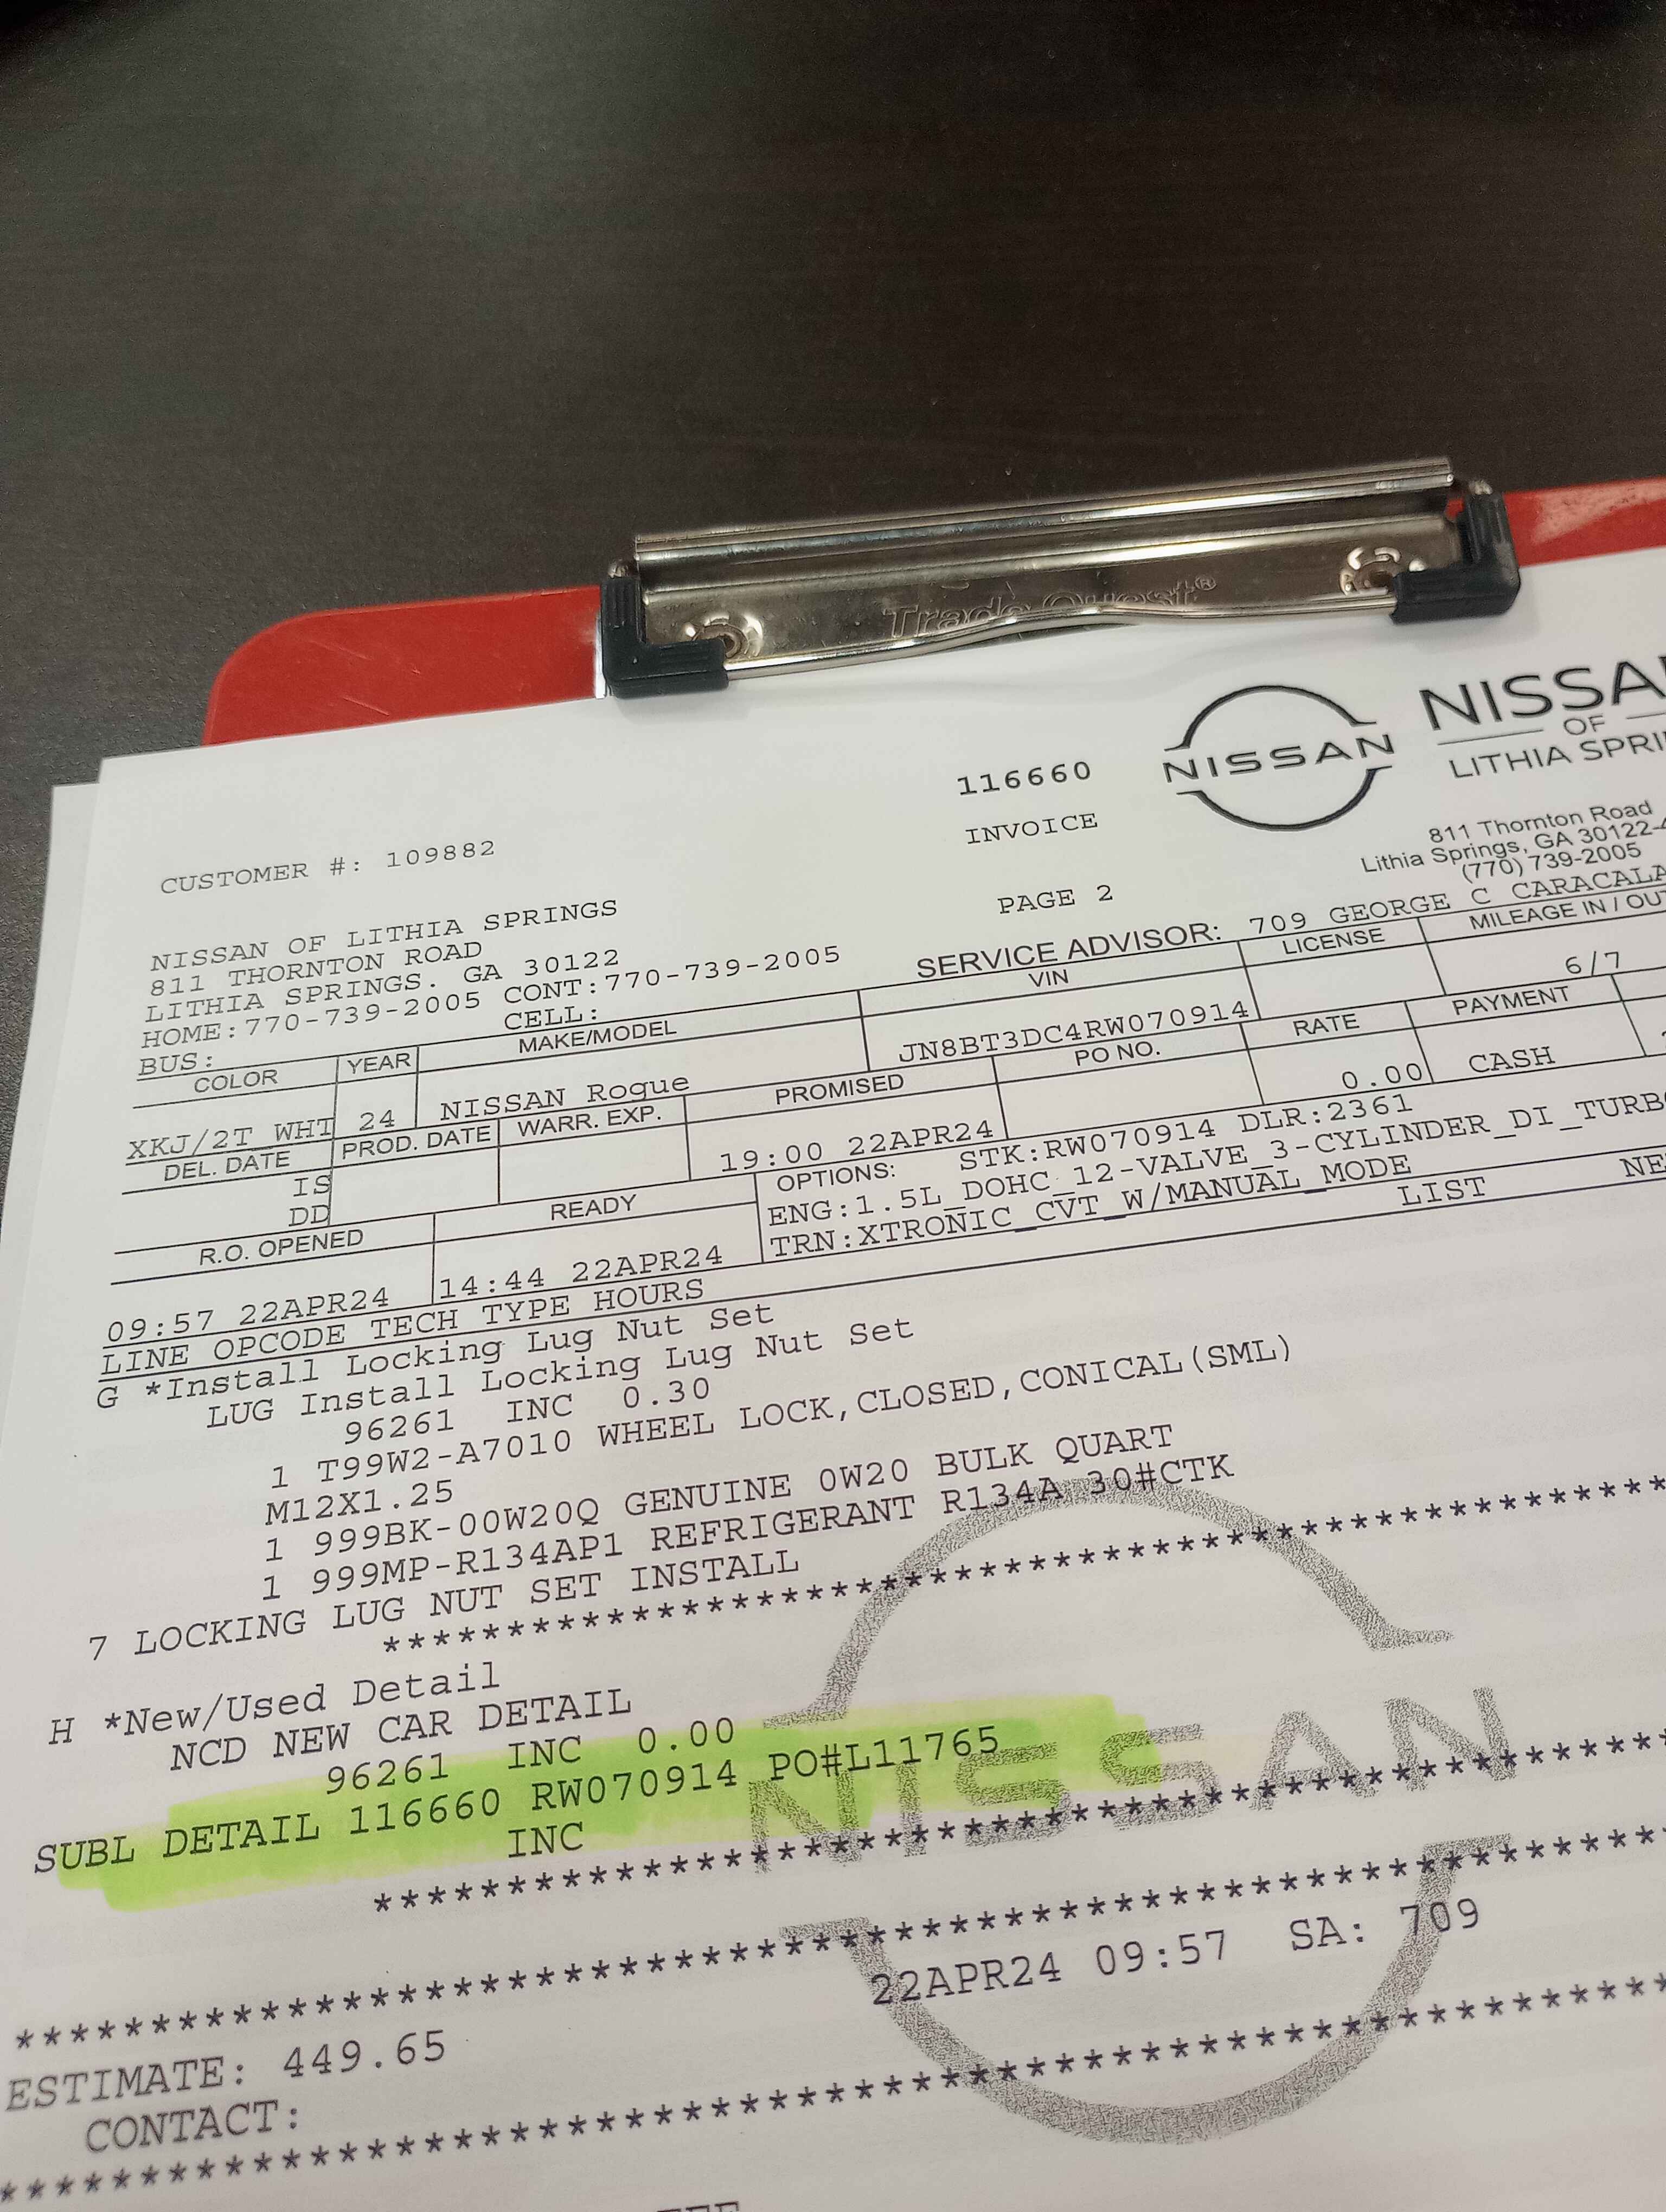 Trade Quest®
NISSAN
NISSAN
OF
LITHIA
811 Thornton Road
Lithia Springs, GA 30122-
(770) 739-2005
116660
INVOICE
PAGE 2
CUSTOMER #: 109882
NISSAN OF LITHIA SPRINGS
811 THORNTON ROAD
LITHIA SPRINGS. GA 30122
HOME:770-739-2005 CONT:770-739-2005
BUS: CELL:
SERVICE ADVISOR: 709 GEORGE C CARACALA
COLOR YEAR MAKE/MODEL VIN LICENSE MILEAGE IN / OUT
XKJ/2T WHT 24 NISSAN Rogue JN8BT3DC4RW070914 6/7
DEL. DATE PROD. DATE WARR. EXP. PROMISED PO NO. RATE PAYMENT
IS
DD 19:00 22APR24 0.00 CASH
R.O. OPENED READY OPTIONS: STK:RW070914 DLR:2361
ENG:1.5L_DOHC_12-VALVE_3-CYLINDER_DI_TURBO
09:57 22APR24 14:44 22APR24 TRN:XTRONIC_CVT_W/MANUAL_MODE
LINE OPCODE TECH TYPE HOURS LIST
G *Install Locking Lug Nut Set
LUG Install Locking Lug Nut Set
96261 INC 0.30
1 T99W2-A7010 WHEEL LOCK,CLOSED,CONICAL(SML)
M12X1.25
1 999BK-00W20Q GENUINE 0W20 BULK QUART
1 999MP-R134AP1 REFRIGERANT R134A 30#CTK
7 LOCKING LUG NUT SET INSTALL
****************************************************
H *New/Used Detail
NCD NEW CAR DETAIL
96261 INC 0.00
SUBL DETAIL 116660 RW070914 PO#L11765
INC
****************************************************
NISSAN
****************************************************
ESTIMATE: 449.65 22APR24 09:57 SA: 709
CONTACT:
****************************************************